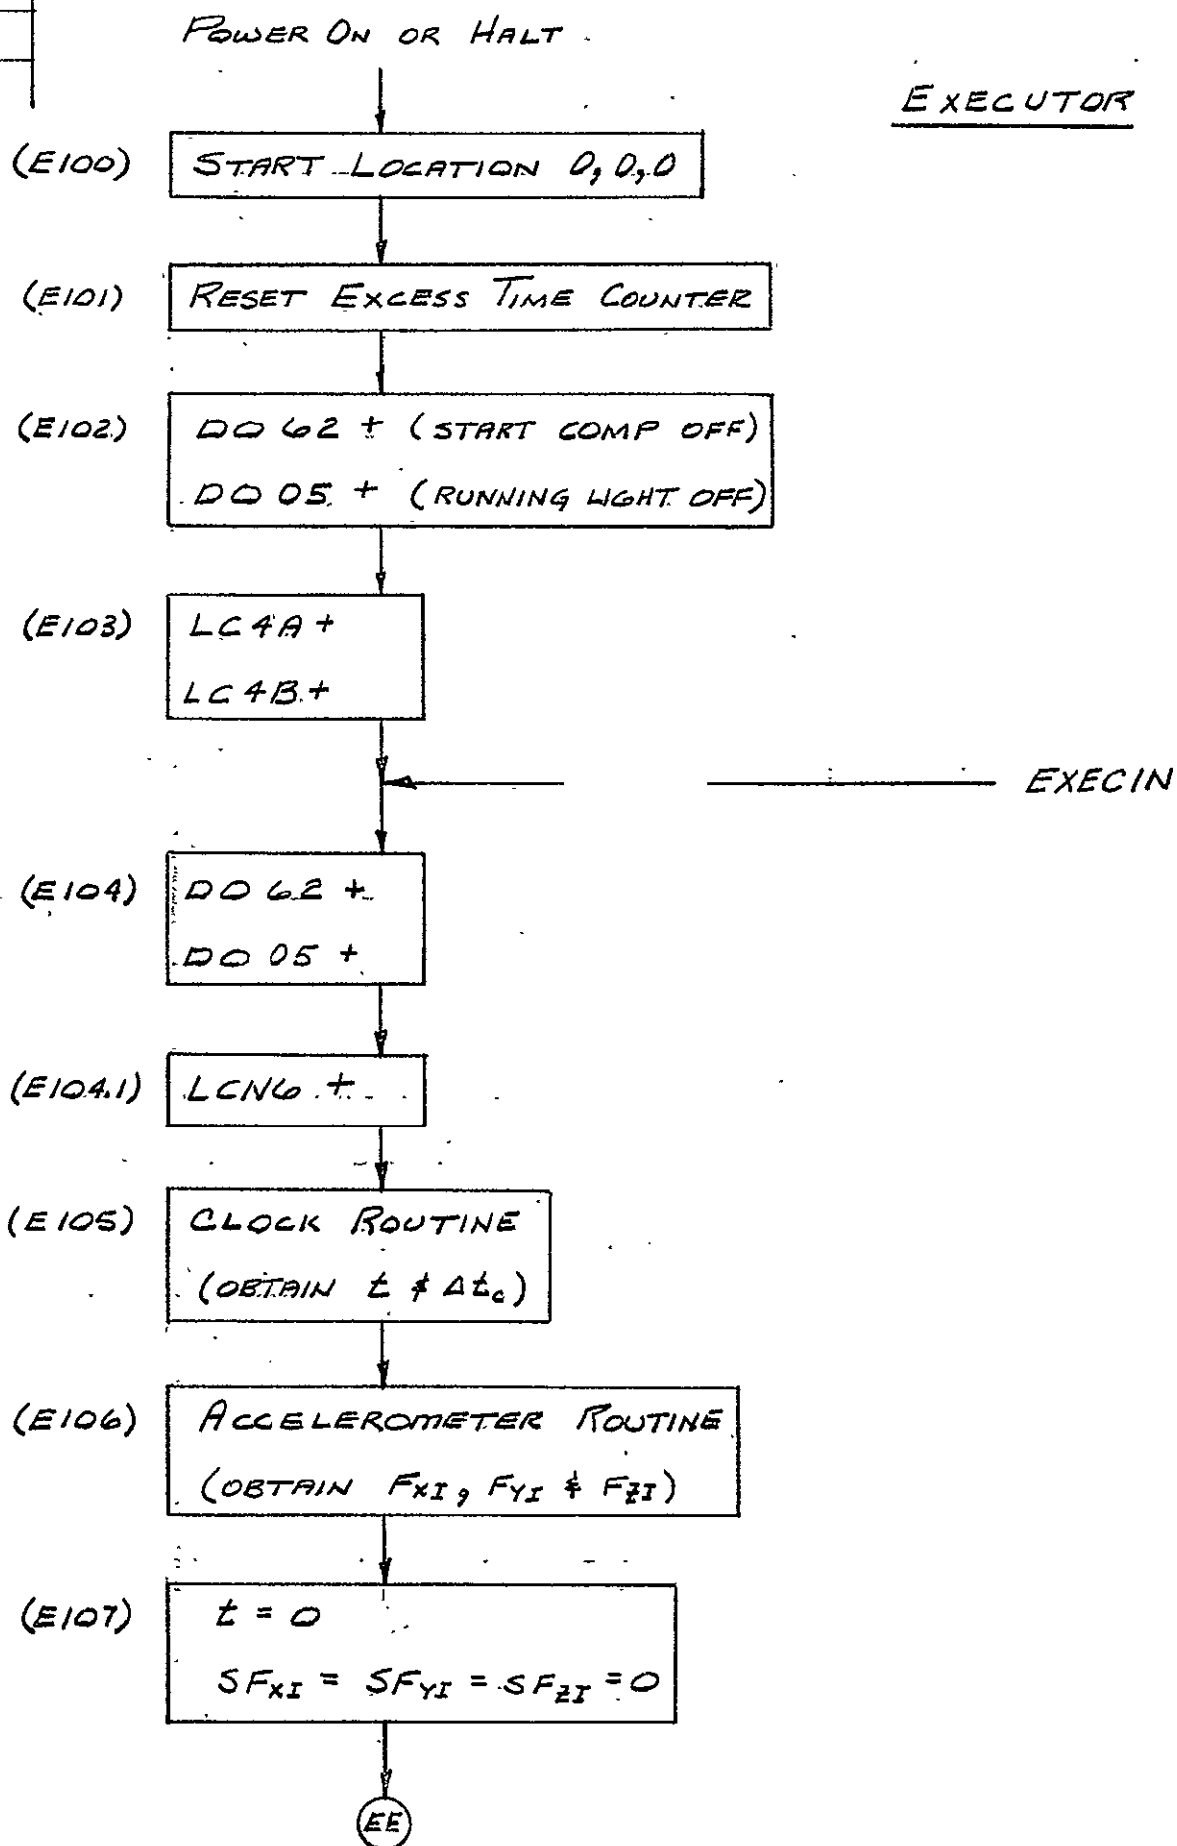 POWER ON OR HALT
EXECUTOR
(E100) START LOCATION 0,0,0
(E101) RESET EXCESS TIME COUNTER
(E102) DO 62 + (START COMP OFF)
DO 05 + (RUNNING LIGHT OFF)
(E103) LC4A +
LC4B +
EXECIN
(E104) DO 62 +
DO 05 +
(E104.1) LCN6 +
(E105) CLOCK ROUTINE
(OBTAIN t & Δtc)
(E106) ACCELEROMETER ROUTINE
(OBTAIN FXI, FYI & FZI)
(E107) t = 0
SFXI = SFYI = SFZI = 0
EE